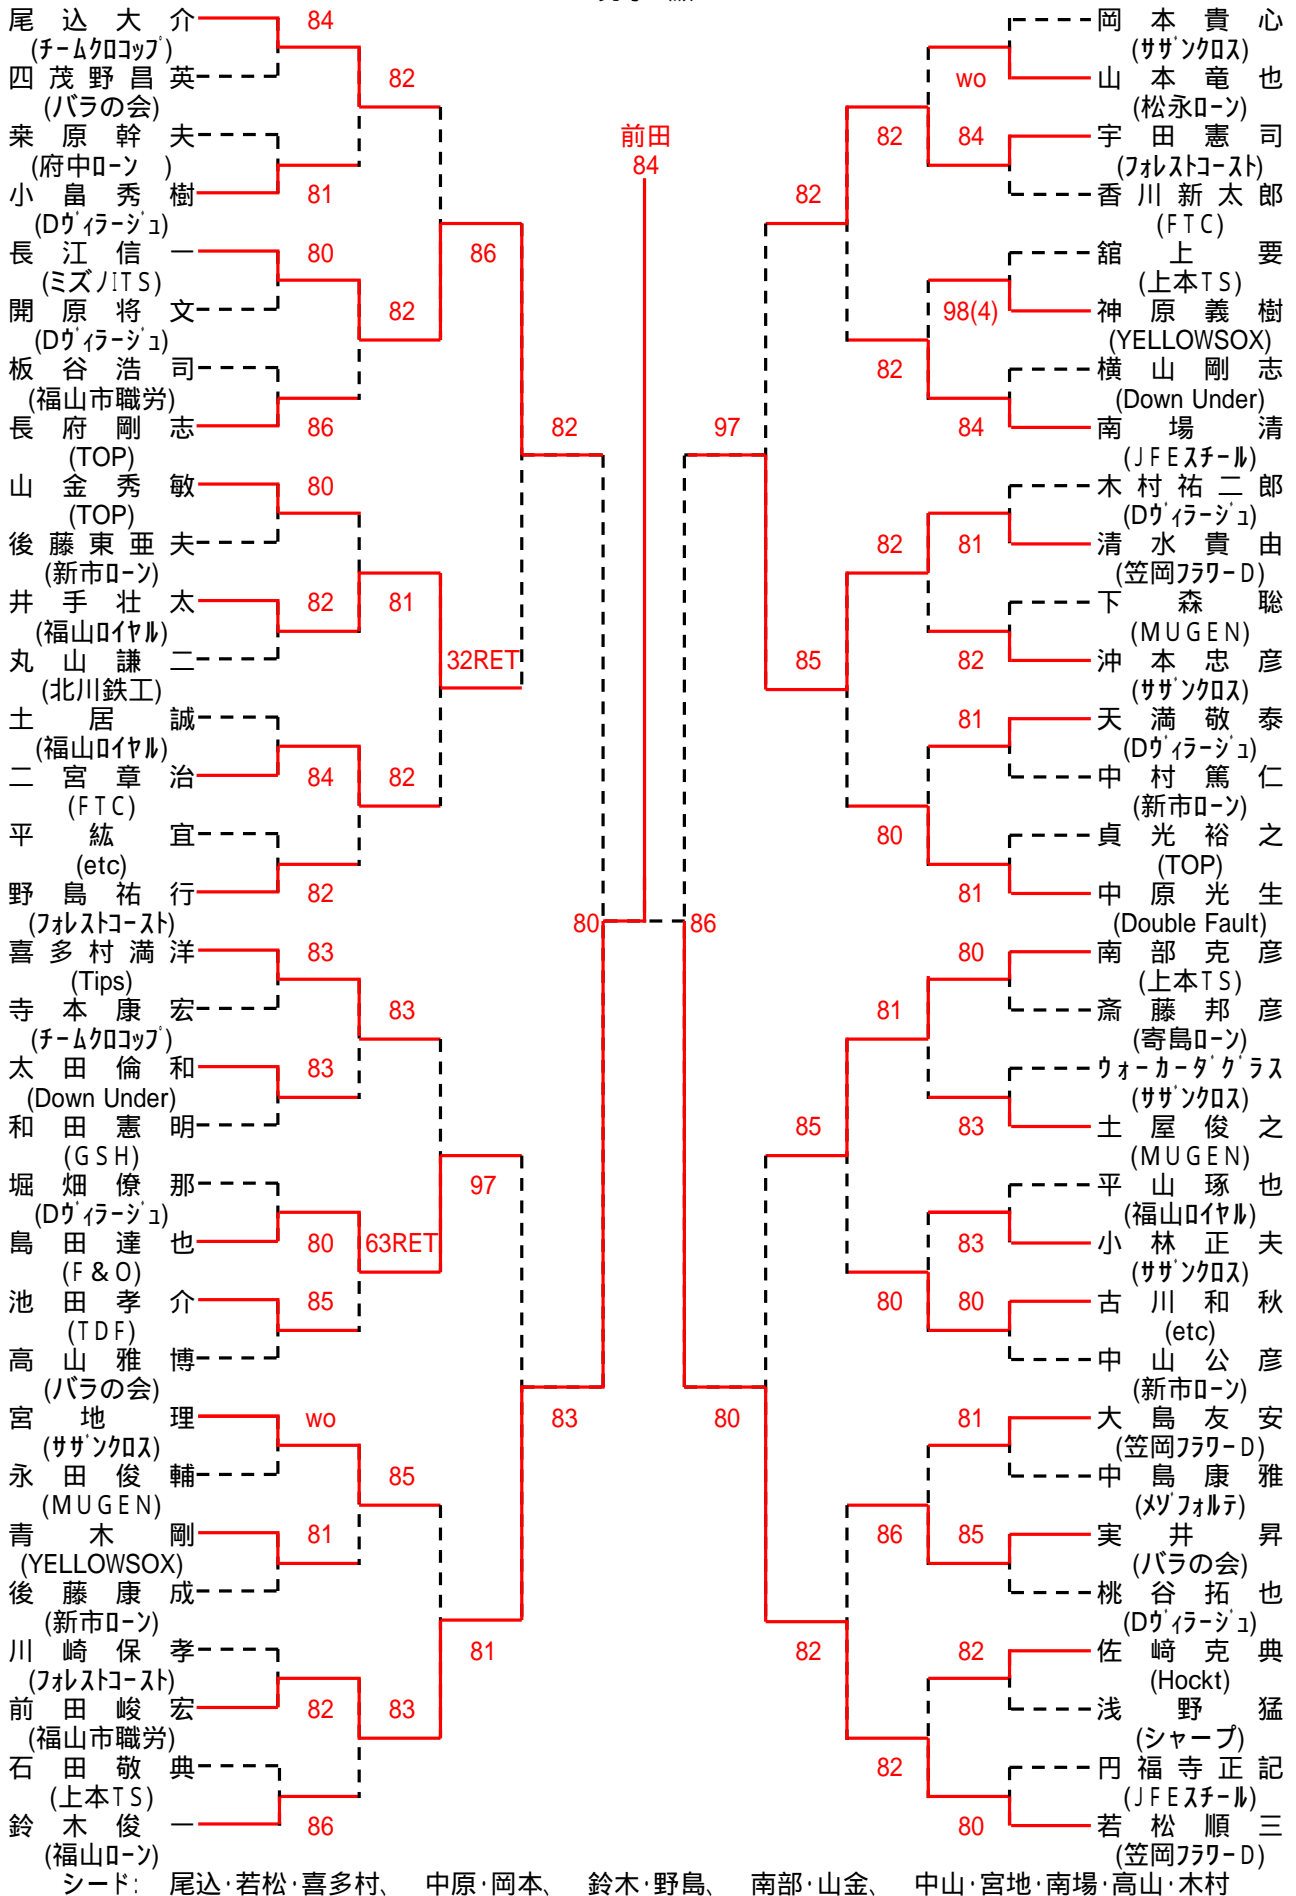 尾込大介
84
(チームクロコップ)
四茂野昌英
82
(バラの会)
桒原幹夫
(府中ローン )
小畠秀樹
81
(Dヴィラージュ)
長江信一
80
86
(ミズノITS)
開原将文
82
(Dヴィラージュ)
板谷浩司
(福山市職労)
長府剛志
86
82
(TOP)
山金秀敏
80
(TOP)
後藤東亜夫
(新市ローン)
井手壮太
82
81
(福山ロイヤル)
丸山謙二
32RET
(北川鉄工)
土居誠
(福山ロイヤル)
二宮章治
84
82
(FTC)
平紘宜
(etc)
野島祐行
82
(フォレストコースト)
80
喜多村満洋
83
(Tips)
寺本康宏
83
(チームクロコップ)
太田倫和
83
(Down Under)
和田憲明
(GSH)
堀畑僚那
97
(Dヴィラージュ)
島田達也
80
63RET
(F&O)
池田孝介
85
(TDF)
高山雅博
(バラの会)
宮地理
wo
83
(サザンクロス)
永田俊輔
85
(MUGEN)
青木剛
81
(YELLOWSOX)
後藤康成
(新市ローン)
川崎保孝
81
(フォレストコースト)
前田峻宏
82
83
(福山市職労)
石田敬典
(上本TS)
鈴木俊一
86
(福山ローン)
前田
84
岡本貴心
(サザンクロス)
wo
山本竜也
(松永ローン)
82
84
宇田憲司
(フォレストコースト)
82
香川新太郎
(FTC)
舘上要
(上本TS)
98(4)
神原義樹
(YELLOWSOX)
82
横山剛志
(Down Under)
97
84
南場清
(JFEスチール)
木村祐二郎
(Dヴィラージュ)
82
81
清水貴由
(笠岡フラワーD)
下森聡
(MUGEN)
85
82
沖本忠彦
(サザンクロス)
81
天満敬泰
(Dヴィラージュ)
中村篤仁
(新市ローン)
80
貞光裕之
(TOP)
81
中原光生
86
(Double Fault)
80
南部克彦
(上本TS)
81
斎藤邦彦
(寄島ローン)
ウォーカーダグラス
(サザンクロス)
85
83
土屋俊之
(MUGEN)
平山琢也
(福山ロイヤル)
83
小林正夫
(サザンクロス)
80
80
古川和秋
(etc)
中山公彦
(新市ローン)
80
81
大島友安
(笠岡フラワーD)
中島康雅
(メゾフォルテ)
86
85
実井昇
(バラの会)
桃谷拓也
(Dヴィラージュ)
82
82
佐﨑克典
(Hockt)
浅野猛
(シャープ)
82
円福寺正記
(JFEスチール)
80
若松順三
(笠岡フラワーD)
シード: 尾込・若松・喜多村、 中原・岡本、 鈴木・野島、 南部・山金、 中山・宮地・南場・高山・木村